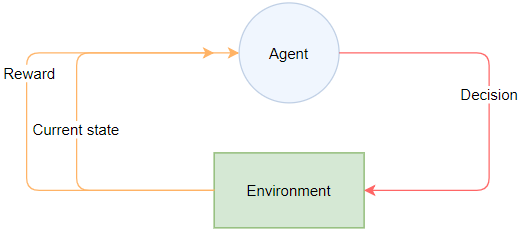 Agent
Reward
Decision
Current state
Environment